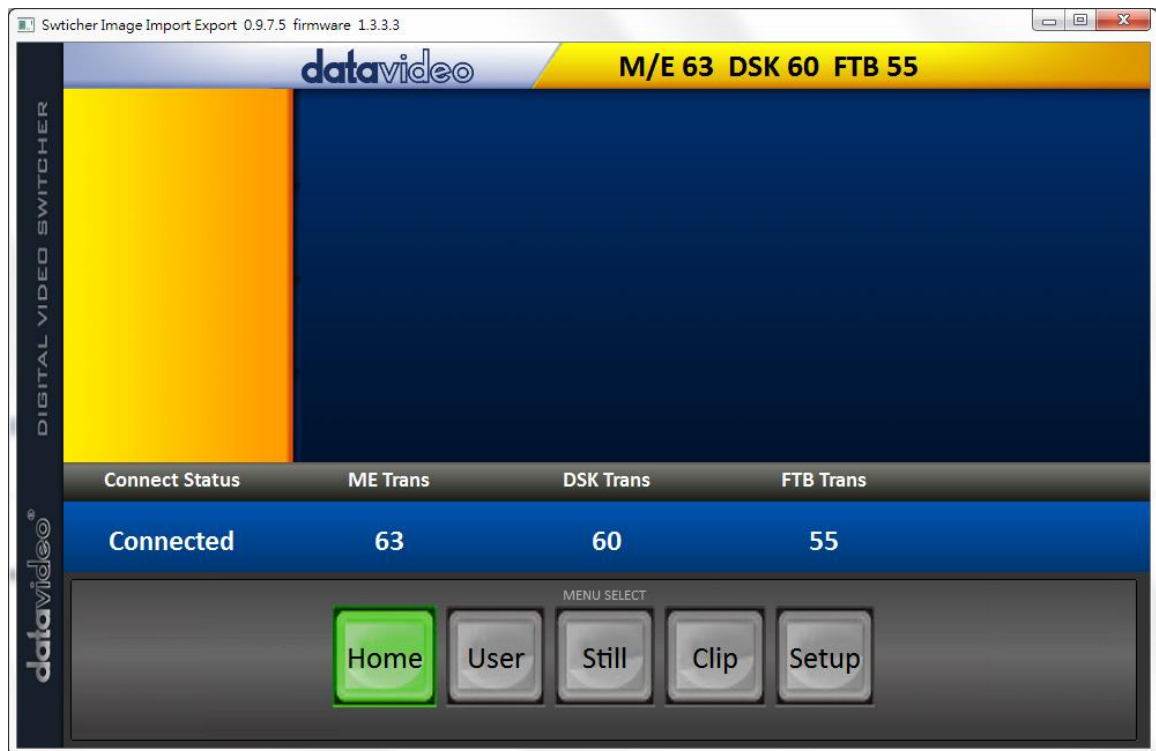 Swticher Image Import Export 0.9.7.5 firmware 1.3.3.3
datavideo
M/E 63 DSK 60 FTB 55
DIGITAL VIDEO SWITCHER
datavideo®
Connect Status ME Trans DSK Trans FTB Trans
Connected 63 60 55
MENU SELECT
Home User Still Clip Setup